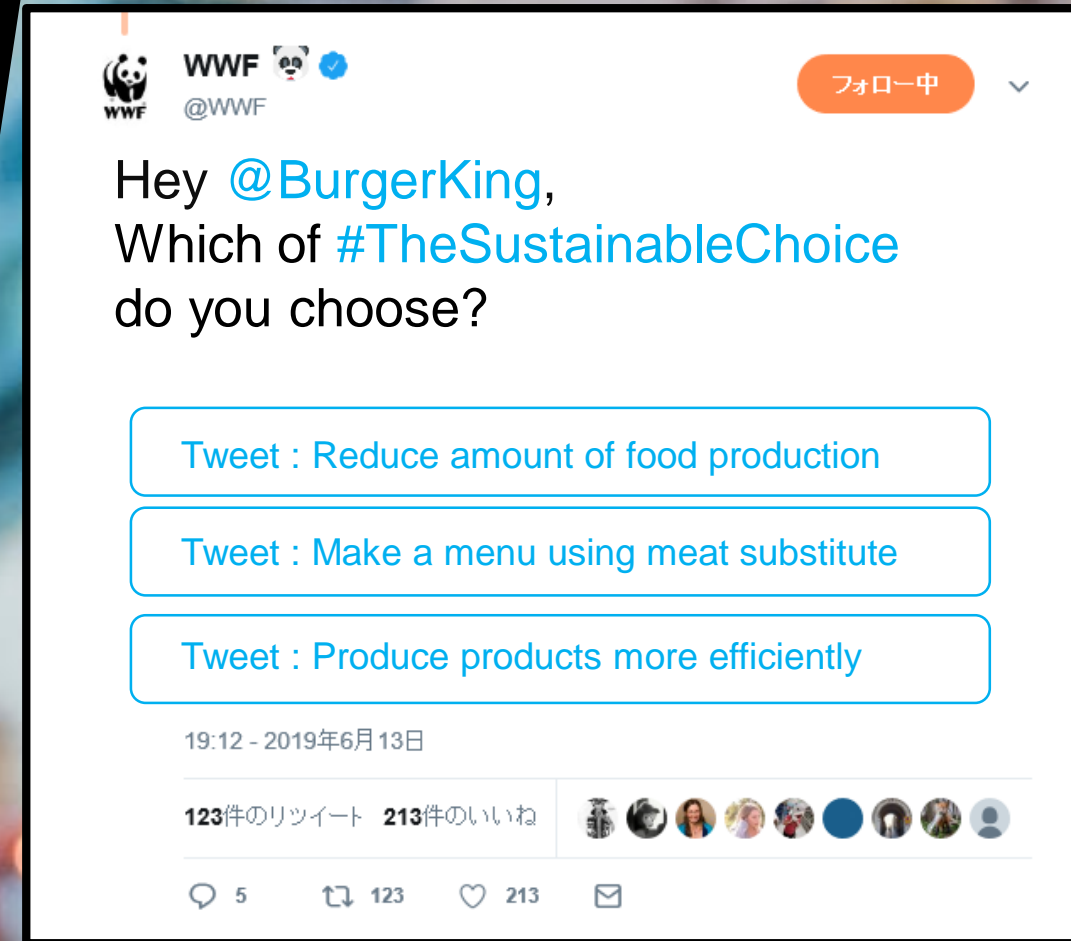 WWF
@WWF
WWF
フォロー中
Hey @BurgerKing,
Which of #TheSustainableChoice
do you choose?
Tweet : Reduce amount of food production
Tweet : Make a menu using meat substitute
Tweet : Produce products more efficiently
19:12 - 2019年6月13日
123件のリツイート 213件のいいね
5 123 213